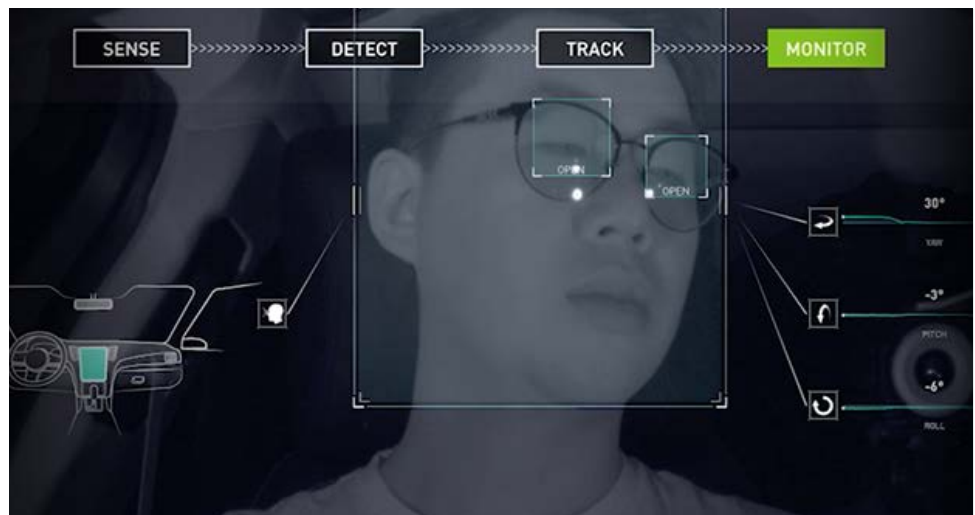 SENSE
DETECT
TRACK
MONITOR
OPEN
OPEN
30°
YAW
-3°
PITCH
-6°
ROLL